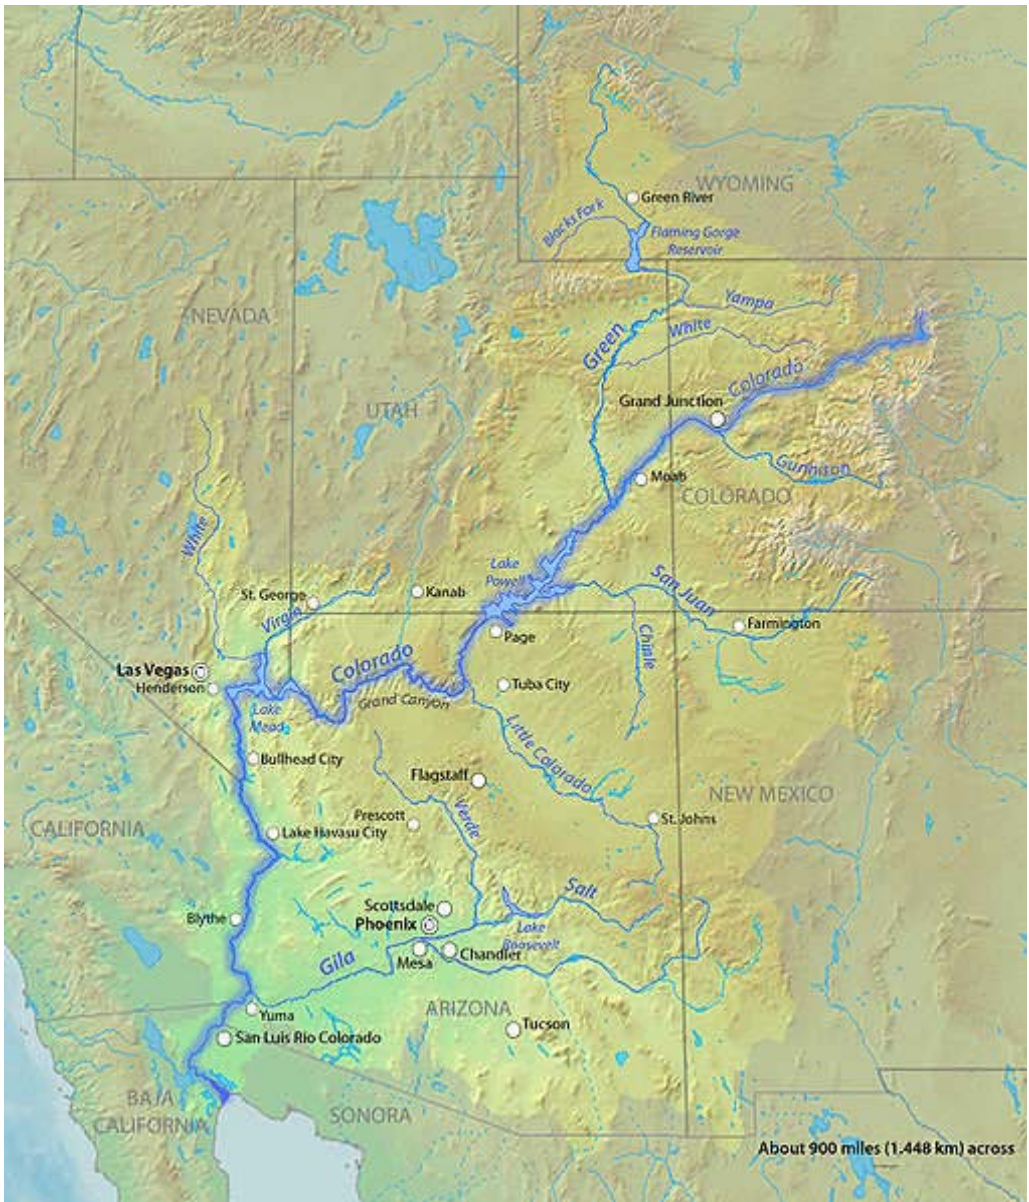 WYOMING
Green River
Blacks Fork
Flaming Gorge
Reservoir
Yampa
NEVADA
Green
White
Colorado
UTAH
Grand Junction
Gunnison
Moab
COLORADO
White
Lake
Powell
San Juan
St. George
Kanab
Virgin
Page
Chinle
Farmington
Las Vegas
Henderson
Colorado
Grand Canyon
Tuba City
Lake
Mead
Little Colorado
Bullhead City
Flagstaff
NEW MEXICO
CALIFORNIA
Lake Havasu City
Prescott
Verde
St. Johns
Salt
Scottsdale
Blythe
Phoenix
Lake
Roosevelt
Gila
Mesa
Chandler
ARIZONA
Yuma
Tucson
San Luis Rio Colorado
BAJA
CALIFORNIA
SONORA
About 900 miles (1.448 km) across